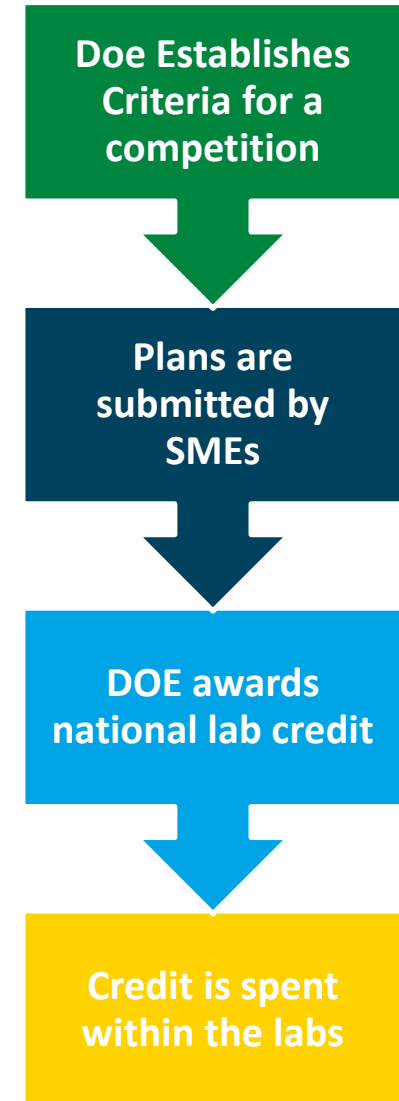 Doe Establishes
Criteria for a
competition
Plans are
submitted by
SMEs
DOE awards
national lab credit
Credit is spent
within the labs